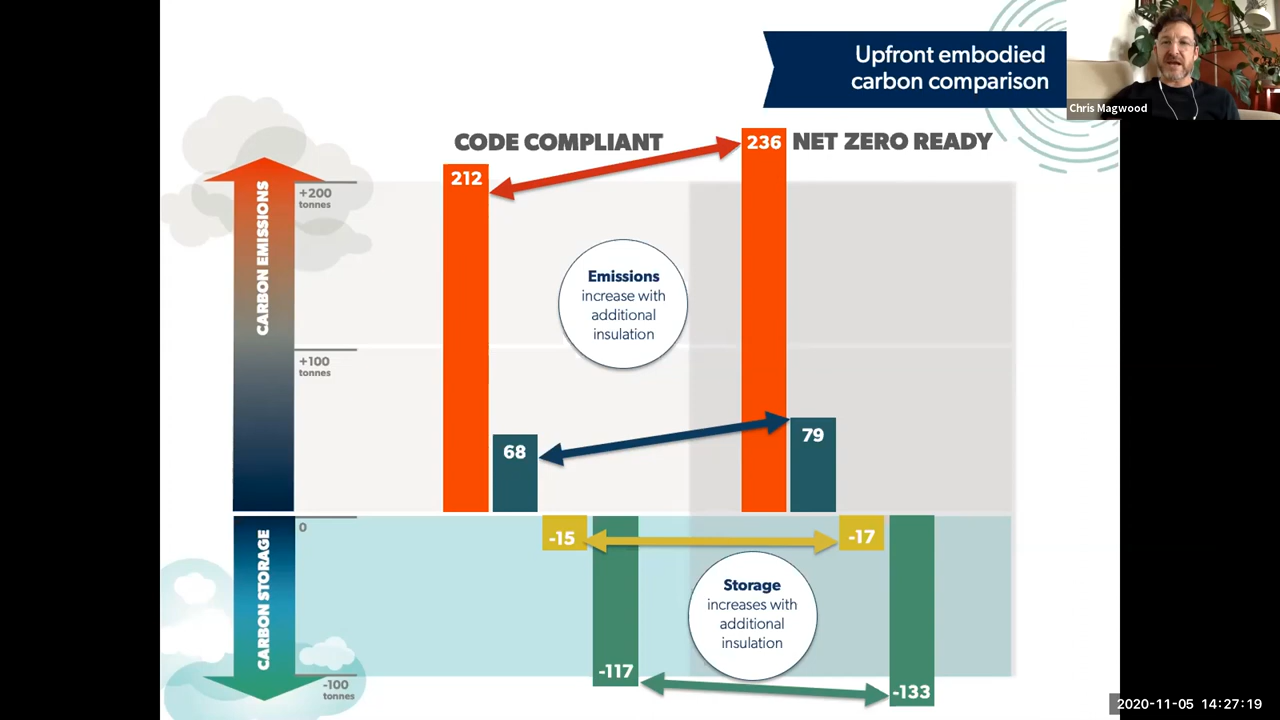 Upfront embodied
carbon comparison
Chris Magwood
CODE COMPLIANT
NET ZERO READY
CARBON EMISSIONS
+200
tonnes
+100
tonnes
0
212
236
Emissions
increase with
additional
insulation
68
79
CARBON STORAGE
-100
tonnes
-15
-17
Storage
increases with
additional
insulation
-117
-133
2020-11-05 14:27:19